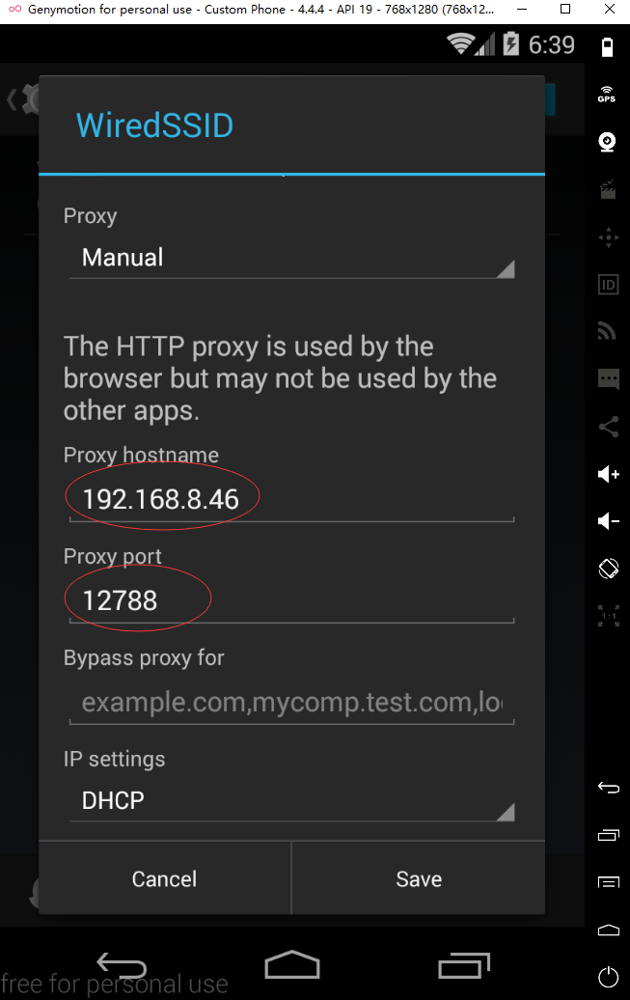 Genymotion for personal use - Custom Phone - 4.4.4 - API 19 - 768x1280 (768x12...
6:39
GPS
WiredSSID
Proxy
Manual
ID
The HTTP proxy is used by the
browser but may not be used by the
other apps.
Proxy hostname
192.168.8.46
Proxy port
12788
1:1
Bypass proxy for
example.com,mycomp.test.com,lo
IP settings
DHCP
Cancel
Save
free for personal use